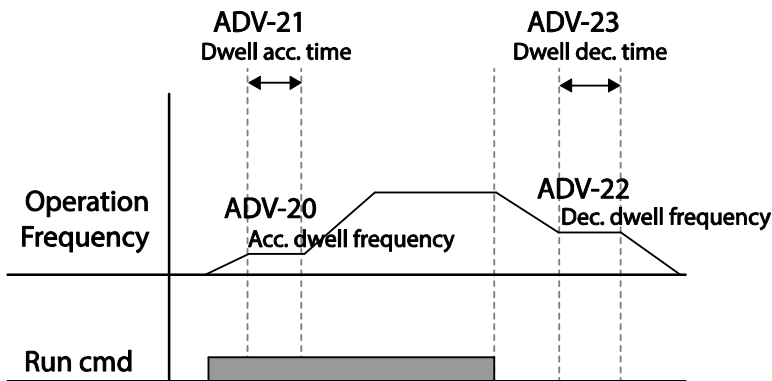 ADV-21
Dwell acc. time
ADV-23
Dwell dec. time
Operation
Frequency
ADV-20
Acc. dwell frequency
ADV-22
Dec. dwell frequency
Run cmd